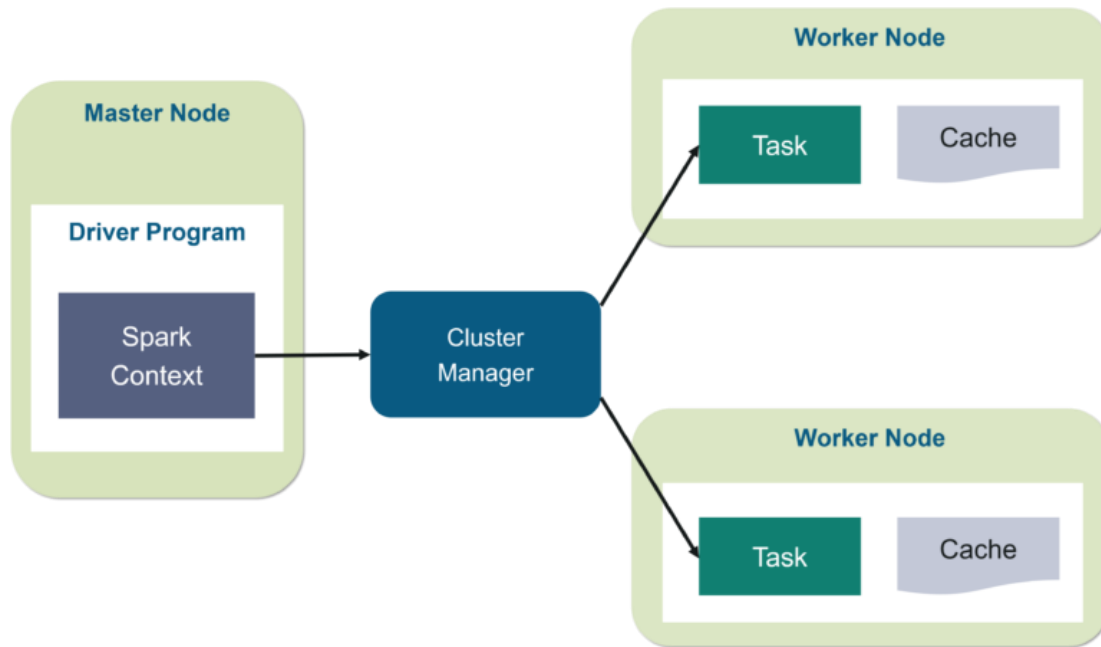 Master Node
Driver Program
Spark
Context
Cluster
Manager
Worker Node
Task
Cache
Worker Node
Task
Cache